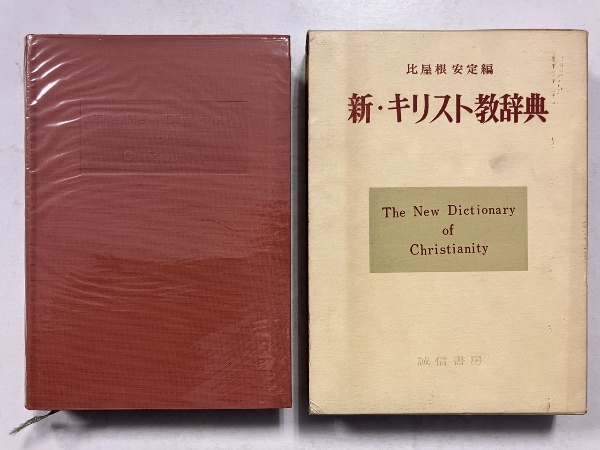 比屋根安定編
新・キリスト教辞典
The New Dictionary
of
Christianity
誠信書房